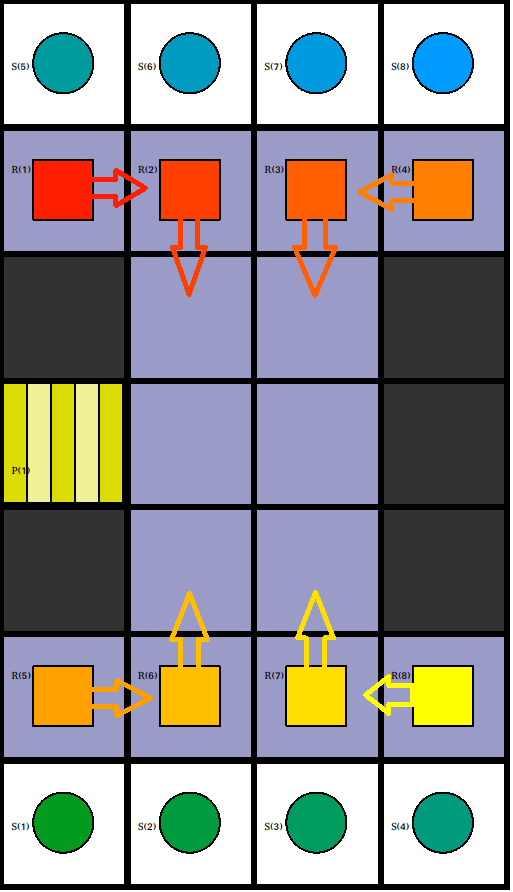 S(5) S(6) S(7) S(8)
R(1) R(2) R(3) R(4)
P(1)
R(5) R(6) R(7) R(8)
S(1) S(2) S(3) S(4)